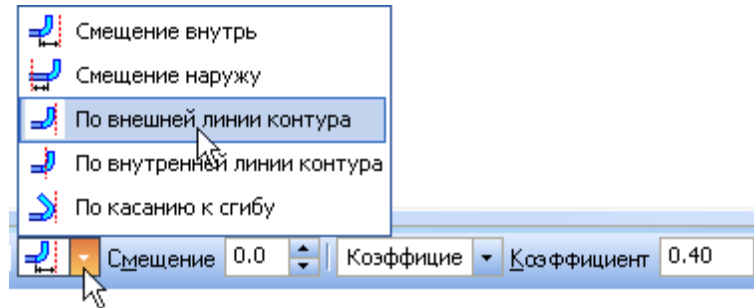 Смещение внутрь
Смещение наружу
По внешней линии контура
По внутренней линии контура
По касанию к сгибу
Смещение 0.0 Коэффицие Коэффициент 0.40